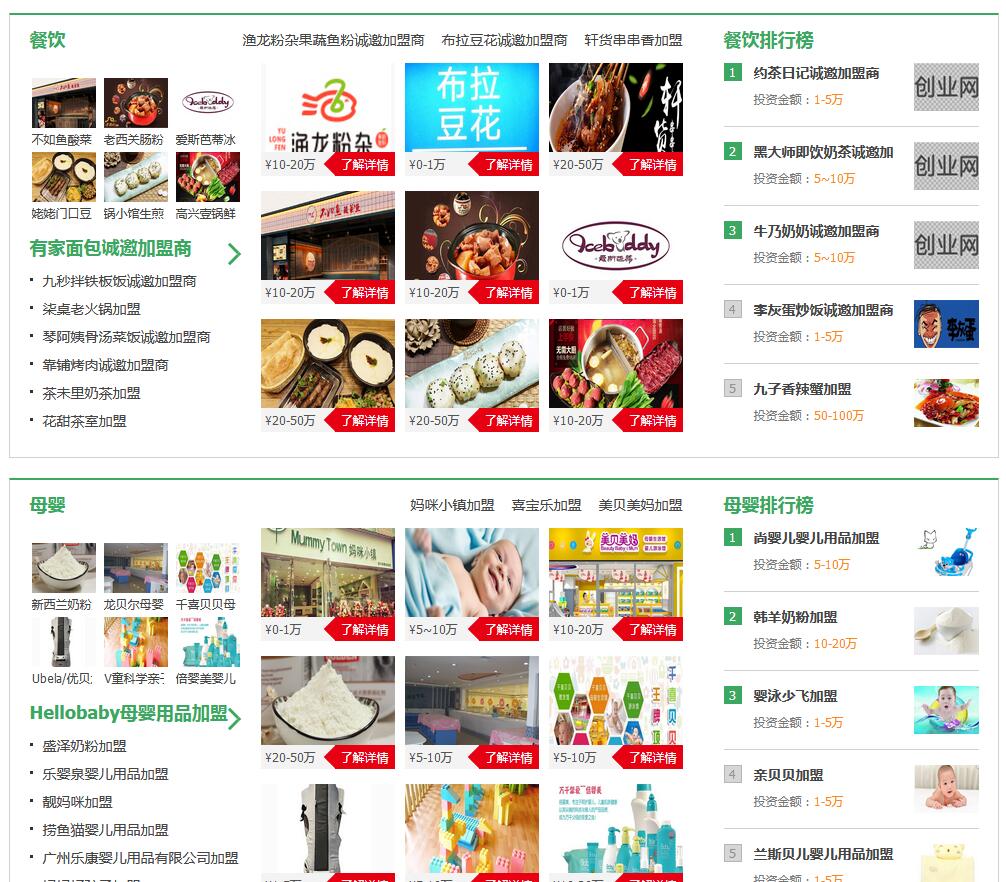 餐饮
渔龙粉杂果蔬鱼粉诚邀加盟商 布拉豆花诚邀加盟商 轩货串串香加盟
不如鱼酸菜 老西关肠粉 爱斯芭蒂冰
姥姥门口豆 锅小馆生煎 高兴壹锅鲜
有家面包诚邀加盟商
九秒拌铁板饭诚邀加盟商
柒桌老火锅加盟
琴阿姨骨汤菜饭诚邀加盟商
靠铺烤肉诚邀加盟商
茶未里奶茶加盟
花甜茶室加盟
YU LONG FEN
渔龙粉杂
布拉
豆花
轩货
¥10-20万 了解详情 ¥0-1万 了解详情 ¥20-50万 了解详情
Icebuddy
¥10-20万 了解详情 ¥10-20万 了解详情 ¥0-1万 了解详情
¥20-50万 了解详情 ¥20-50万 了解详情 ¥10-20万 了解详情
餐饮排行榜
1 约茶日记诚邀加盟商
投资金额：1-5万
创业网
2 黑大师即饮奶茶诚邀加
投资金额：5~10万
创业网
3 牛乃奶奶诚邀加盟商
投资金额：5~10万
创业网
4 李灰蛋炒饭诚邀加盟商
投资金额：1-5万
李灰蛋
5 九子香辣蟹加盟
投资金额：50-100万
母婴
妈咪小镇加盟 喜宝乐加盟 美贝美妈加盟
新西兰奶粉 龙贝尔母婴 千喜贝贝母
Ubela/优贝 V童科学亲子 倍婴美婴儿
Hellobaby母婴用品加盟
盛泽奶粉加盟
乐婴泉婴儿用品加盟
靓妈咪加盟
捞鱼猫婴儿用品加盟
广州乐康婴儿用品有限公司加盟
Mummy Town 妈咪小镇
美贝美妈
Beauty Baby & Mum
¥0-1万 了解详情 ¥5~10万 了解详情 ¥10-20万 了解详情
千喜贝贝
王牌项
¥20-50万 了解详情 ¥5-10万 了解详情 ¥5-10万 了解详情
母婴排行榜
1 尚婴儿婴儿用品加盟
投资金额：5-10万
2 韩羊奶粉加盟
投资金额：10-20万
3 婴泳少飞加盟
投资金额：1-5万
4 亲贝贝加盟
投资金额：1-5万
5 兰斯贝儿婴儿用品加盟
投资金额：1-5万